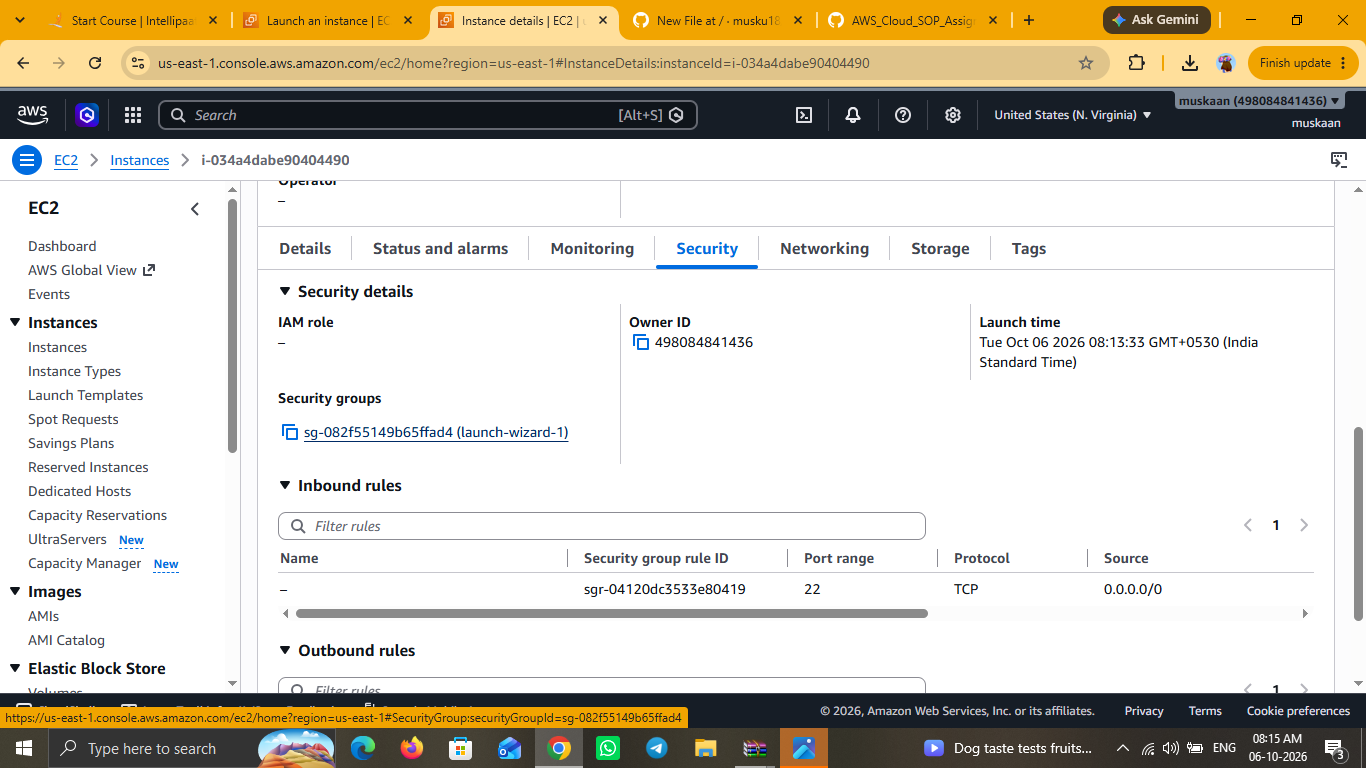 Start Course | Intellipaa
Launch an instance | EC
Instance details | EC2 |
New File at / · musku18
AWS_Cloud_SOP_Assig
Ask Gemini
us-east-1.console.aws.amazon.com/ec2/home?region=us-east-1#InstanceDetails:instanceId=i-034a4dabe90404490
Finish update
aws
Search
[Alt+S]
United States (N. Virginia)
muskaan (498084841436)
muskaan
EC2
Instances
i-034a4dabe90404490
EC2
Dashboard
AWS Global View
Events
Instances
Instances
Instance Types
Launch Templates
Spot Requests
Savings Plans
Reserved Instances
Dedicated Hosts
Capacity Reservations
UltraServers New
Capacity Manager New
Images
AMIs
AMI Catalog
Elastic Block Store
Volumes
Operator
–
Details
Status and alarms
Monitoring
Security
Networking
Storage
Tags
Security details
IAM role
–
Owner ID
498084841436
Launch time
Tue Oct 06 2026 08:13:33 GMT+0530 (India
Standard Time)
Security groups
sg-082f55149b65ffad4 (launch-wizard-1)
Inbound rules
Filter rules
1
Name Security group rule ID Port range Protocol Source
– sgr-04120dc3533e80419 22 TCP 0.0.0.0/0
Outbound rules
Filter rules
1
https://us-east-1.console.aws.amazon.com/ec2/home?region=us-east-1#SecurityGroup:securityGroupId=sg-082f55149b65ffad4
© 2026, Amazon Web Services, Inc. or its affiliates.
Privacy
Terms
Cookie preferences
Type here to search
Dog taste tests fruits...
ENG
08:15 AM
06-10-2026
3